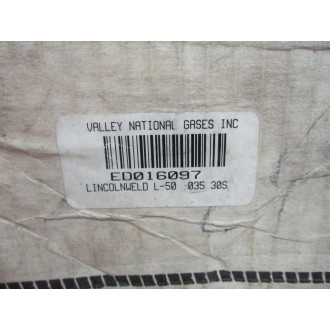 VALLEY NATIONAL GASES INC
ED016097
LINCOLNWELD L-50 .035 30S